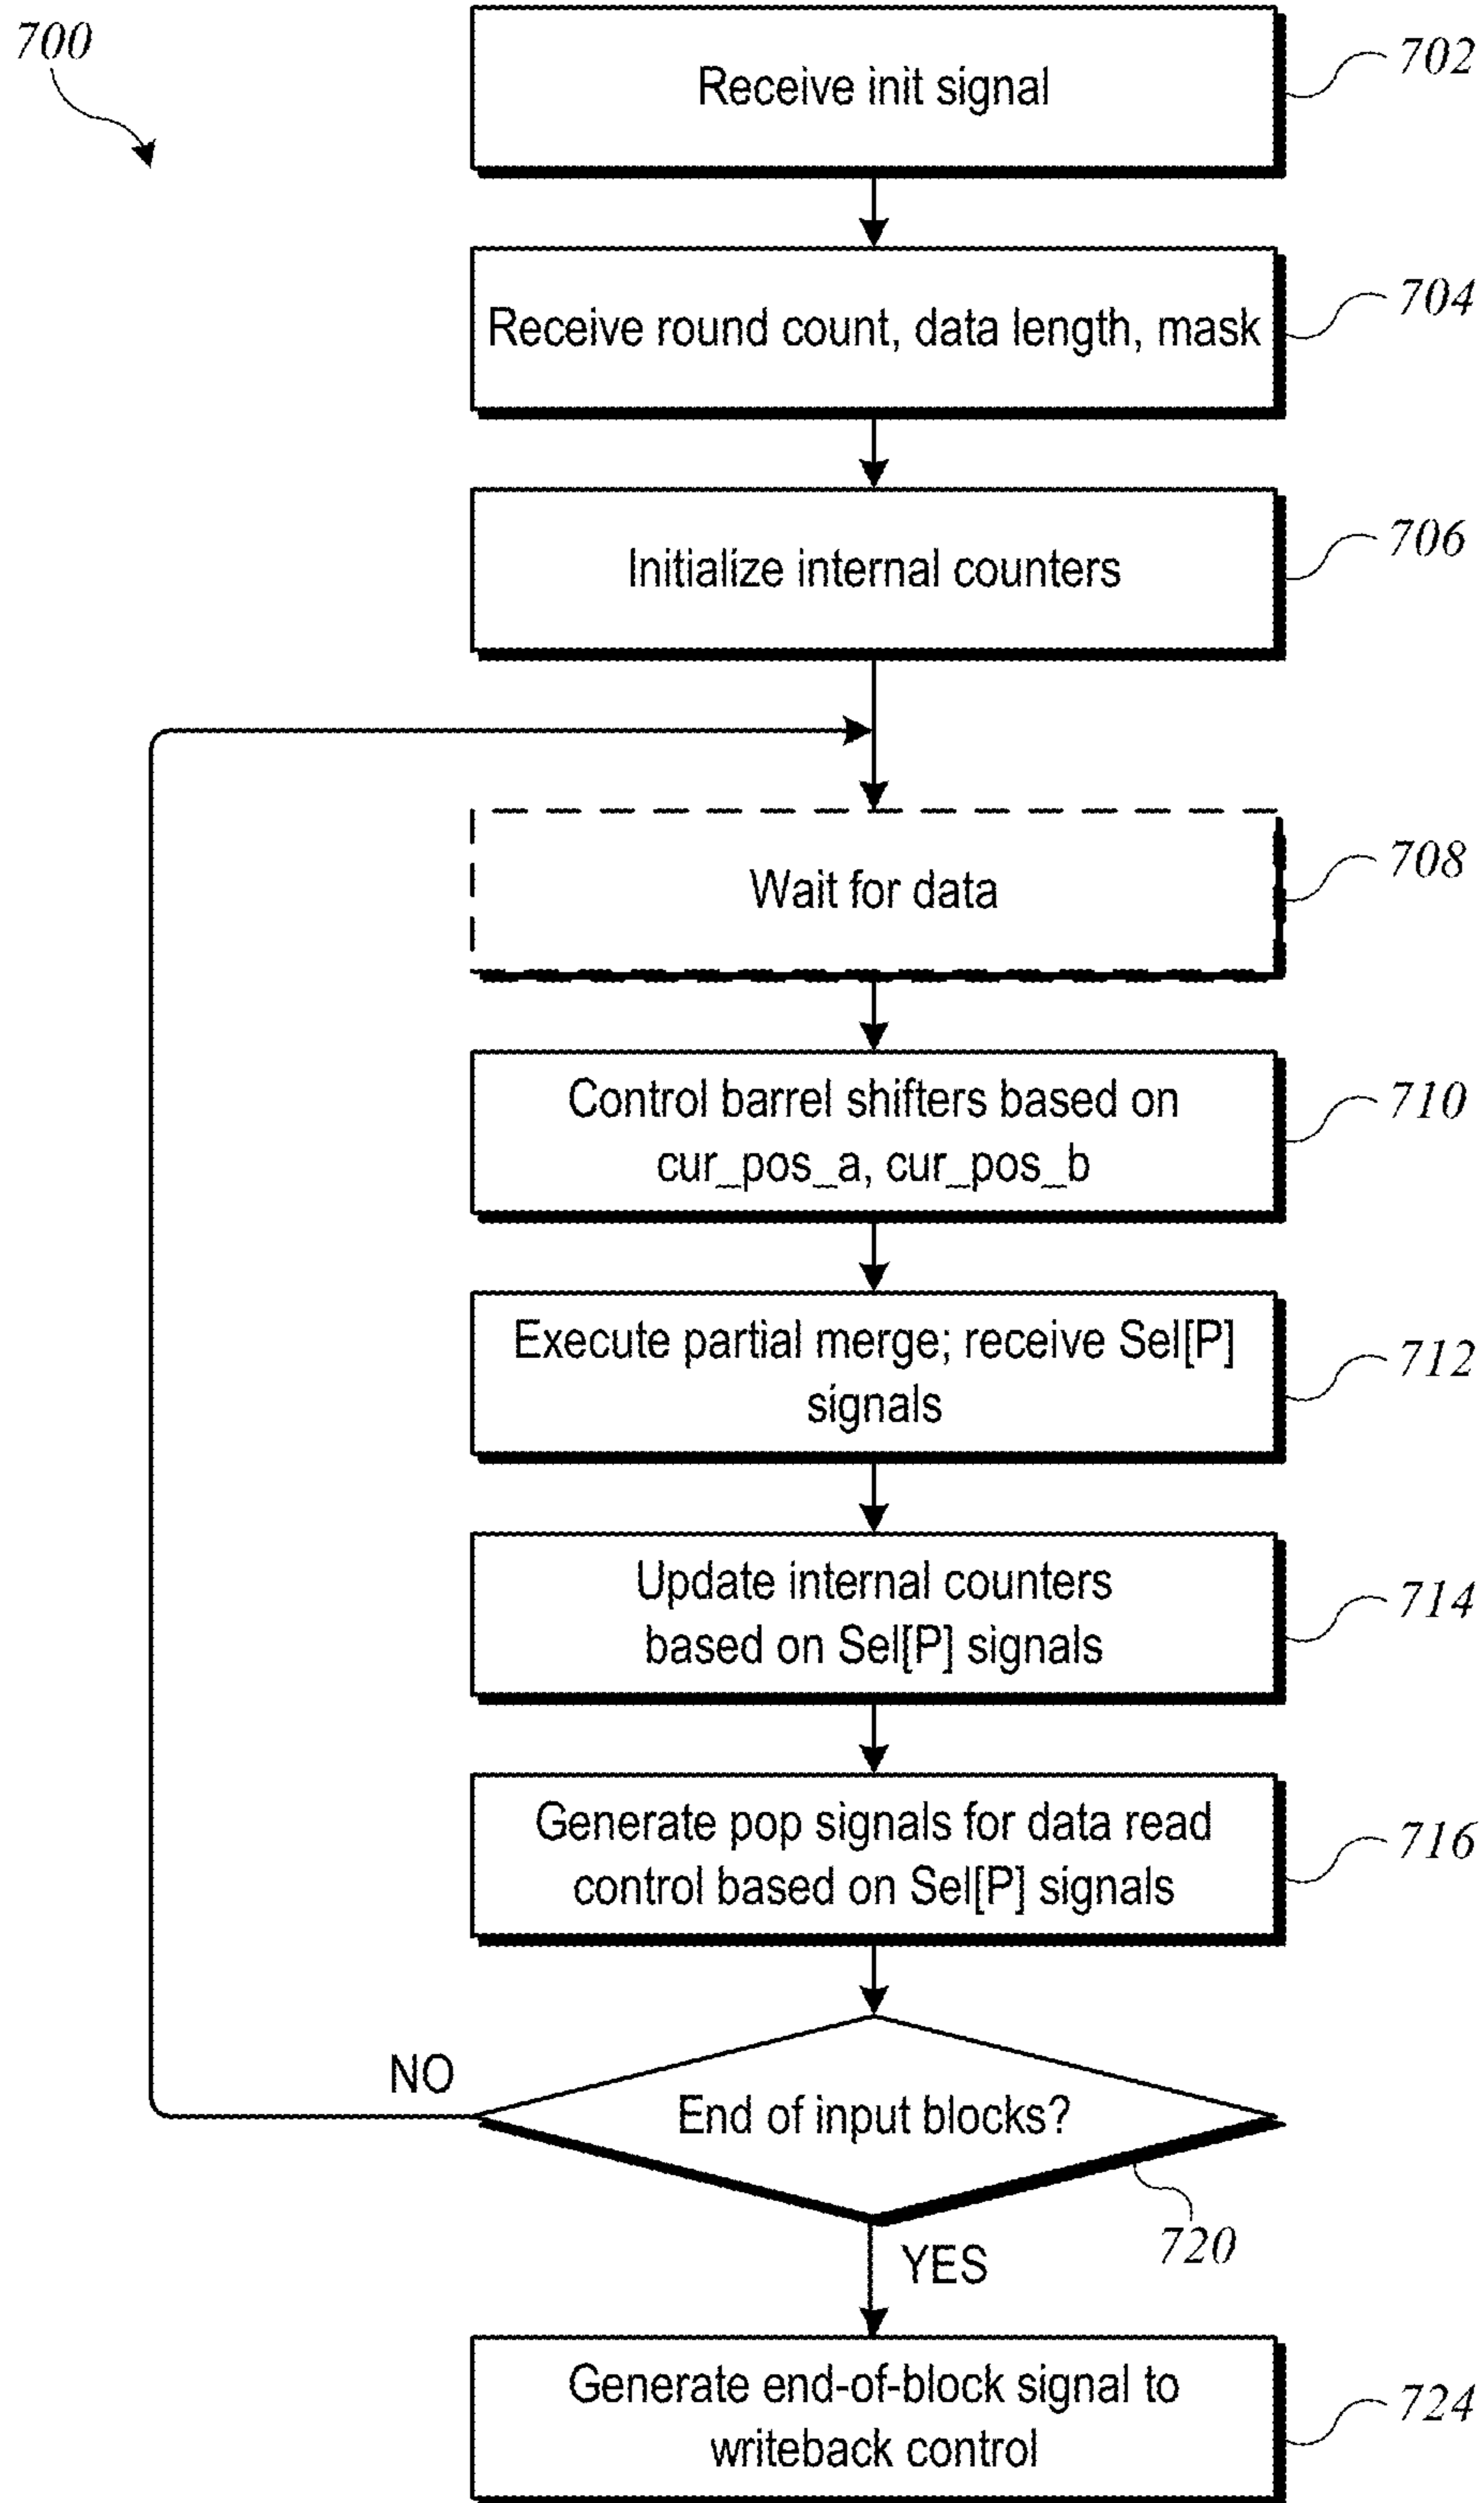 700
Receive init signal
702
Receive round count, data length, mask
704
Initialize internal counters
706
Wait for data
708
Control barrel shifters based on
cur_pos_a, cur_pos_b
710
Execute partial merge; receive Sel[P]
signals
712
Update internal counters
based on Sel[P] signals
714
Generate pop signals for data read
control based on Sel[P] signals
716
NO
End of input blocks?
720
YES
Generate end-of-block signal to
writeback control
724